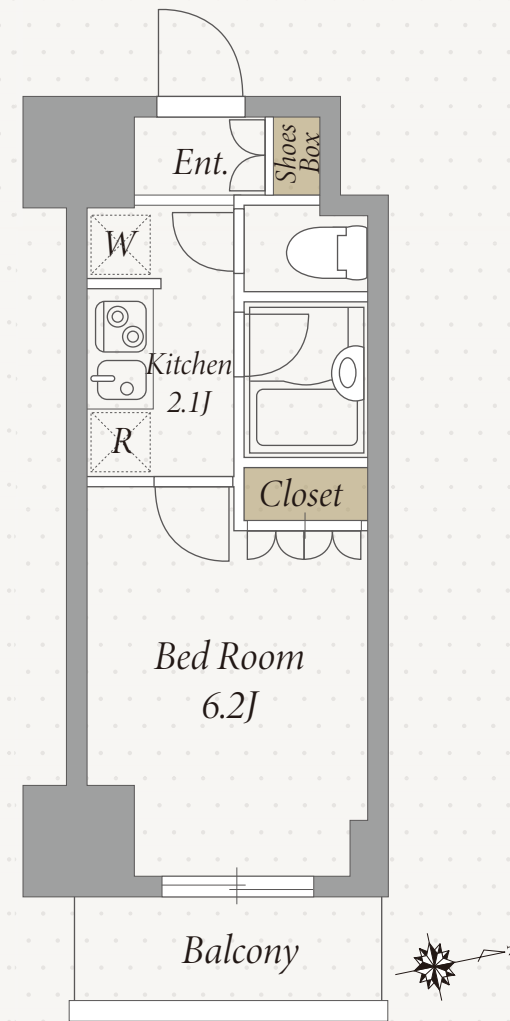 Ent.
Shoes
Box
W
Kitchen
2.1J
R
Closet
Bed Room
6.2J
Balcony